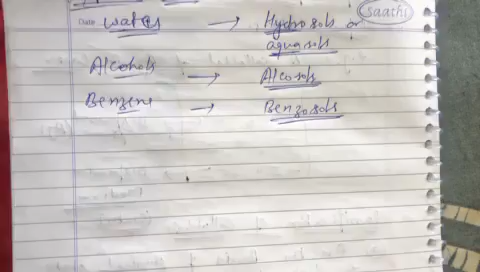 Saathi
Date
water → Hydrosols or
aquasols
Alcohols → Alcosols
Benzene → Benzosols